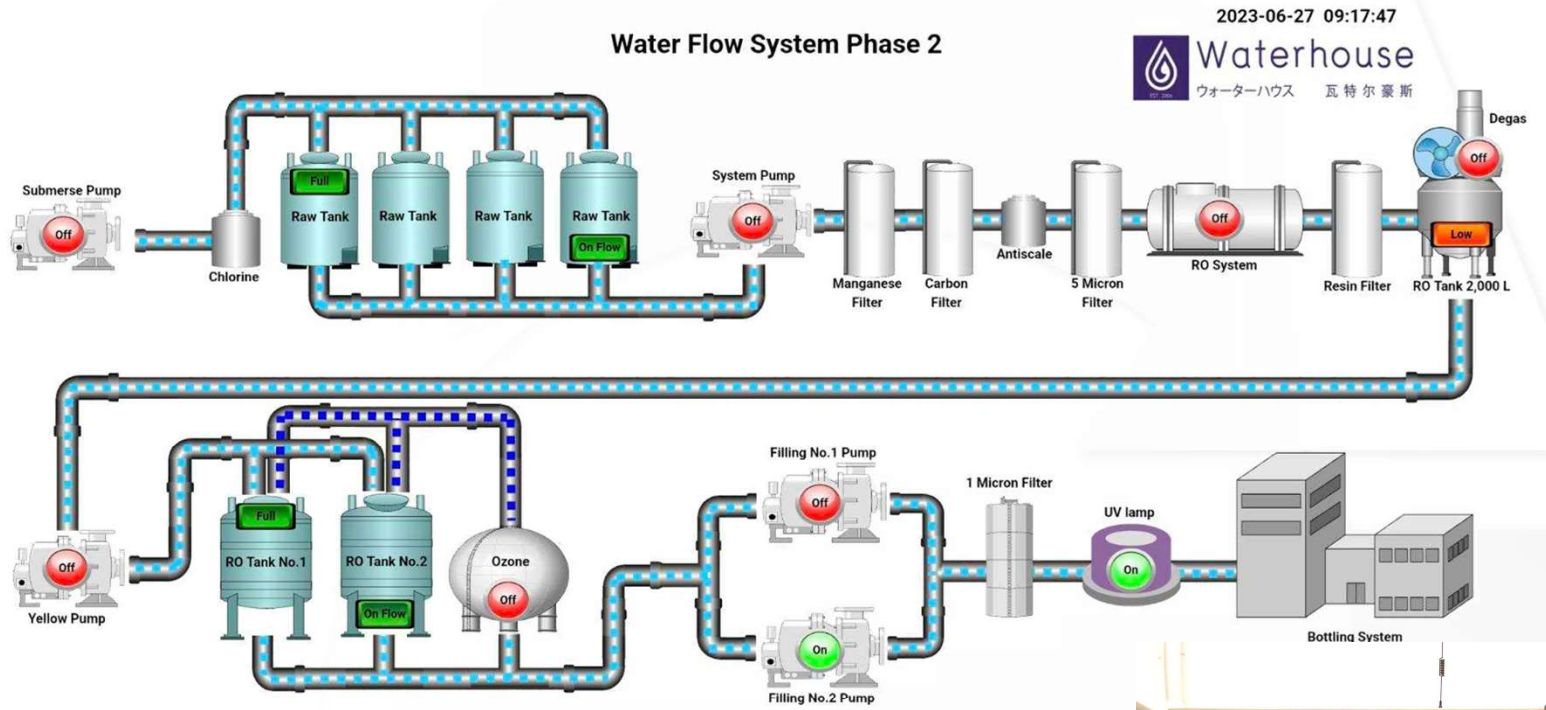 2023-06-27 09:17:47
Water Flow System Phase 2
Waterhouse
ウォーターハウス 瓦特尔豪斯
EST. 2006
Degas
Off
Submerse Pump
Off
Chlorine
Full
Raw Tank
Raw Tank
Raw Tank
Raw Tank
On Flow
System Pump
Off
Manganese
Filter
Carbon
Filter
Antiscale
5 Micron
Filter
Off
RO System
Resin Filter
Low
RO Tank 2,000 L
Off
Yellow Pump
Full
RO Tank No.1
RO Tank No.2
On Flow
Ozone
Off
Filling No.1 Pump
Off
On
Filling No.2 Pump
1 Micron Filter
UV lamp
On
Bottling System